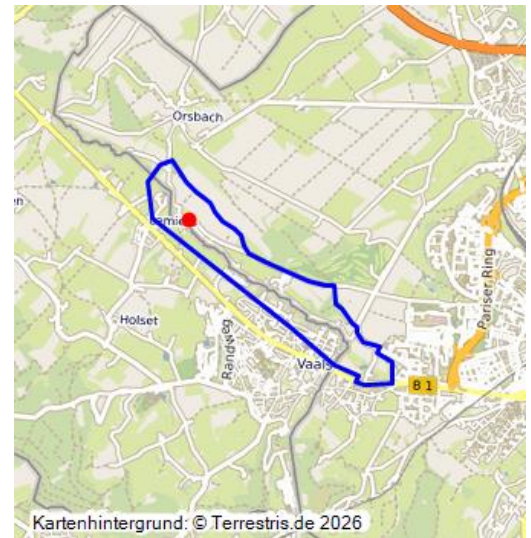 Orsbach
Holset
Randweg
Vaals
Pariser Ring
B 1
Kartenhintergrund: © Terrestris.de 2026